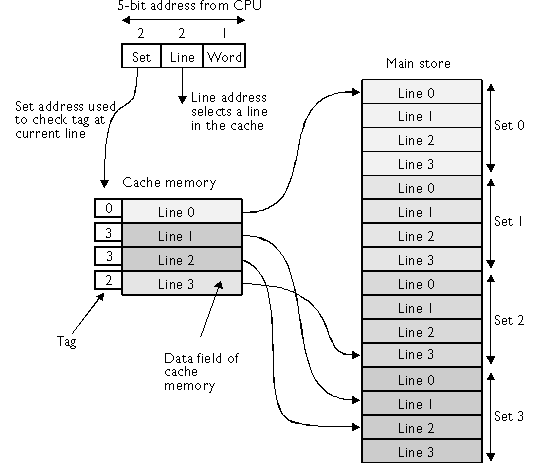 5-bit address from CPU
2 2 1
Set Line Word
Set address used
to check tag at
current line
Line address
selects a line
in the cache
Cache memory
0 Line 0
3 Line 1
3 Line 2
2 Line 3
Tag
Data field of
cache
memory
Main store
Line 0
Line 1
Line 2
Line 3
Set 0
Line 0
Line 1
Line 2
Line 3
Set 1
Line 0
Line 1
Line 2
Line 3
Set 2
Line 0
Line 1
Line 2
Line 3
Set 3